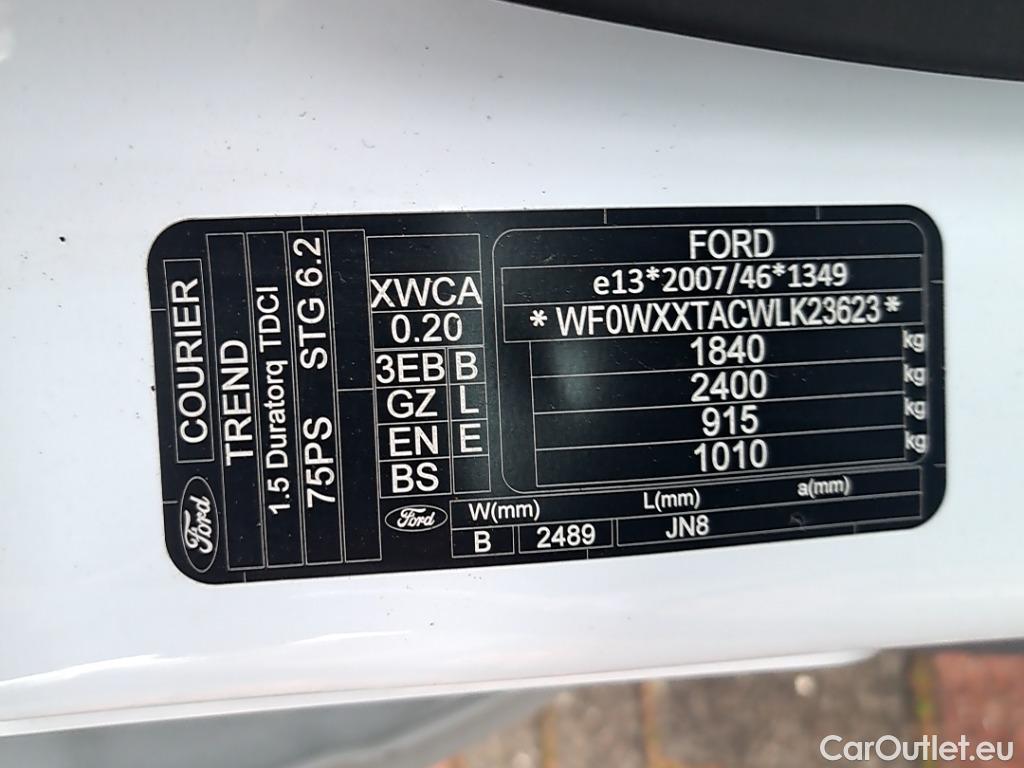 COURIER
TREND
1.5 Duratorq TDCI
75PS STG 6.2
Ford
XWCA
0.20
3EB B
GZ L
EN E
BS
Ford
FORD
e13*2007/46*1349
* WF0WXXTACWLK23623 *
1840 kg
2400 kg
915 kg
1010 kg
W(mm) L(mm) a(mm)
B 2489 JN8
CarOutlet.eu